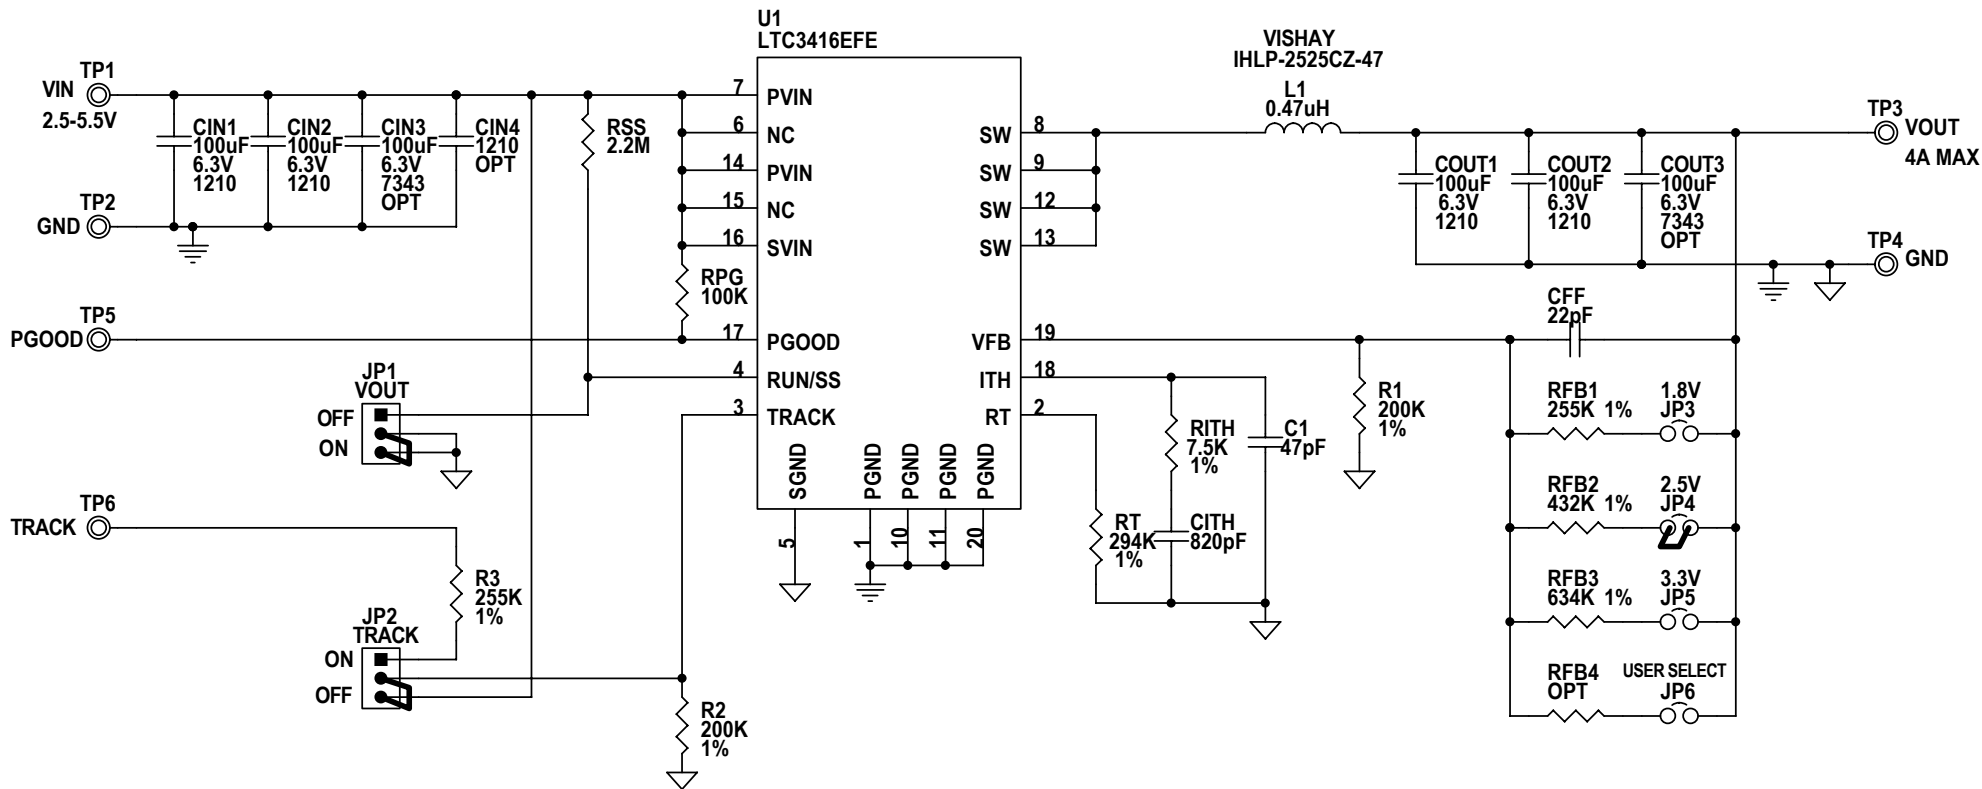 U1
LTC3416EFE
VISHAY
IHLP-2525CZ-47
L1
0.47uH
TP1
VIN
2.5-5.5V
CIN1
100uF
6.3V
1210
CIN2
100uF
6.3V
1210
CIN3
100uF
6.3V
7343
OPT
CIN4
1210
OPT
RSS
2.2M
TP2
GND
7 PVIN
6 NC
14 PVIN
15 NC
16 SVIN
RPG
100K
17 PGOOD
4 RUN/SS
3 TRACK
SW 8
SW 9
SW 12
SW 13
VFB 19
ITH 18
RT 2
SGND
PGND
PGND
PGND
PGND
5
1
10
11
20
TP3
VOUT
4A MAX
COUT1
100uF
6.3V
1210
COUT2
100uF
6.3V
1210
COUT3
100uF
6.3V
7343
OPT
TP4
GND
TP5
PGOOD
JP1
VOUT
OFF
ON
TP6
TRACK
R3
255K
1%
JP2
TRACK
ON
OFF
R2
200K
1%
RT
294K
1%
RITH
7.5K
1%
CITH
820pF
C1
47pF
R1
200K
1%
CFF
22pF
RFB1
255K 1%
1.8V
JP3
RFB2
432K 1%
2.5V
JP4
RFB3
634K 1%
3.3V
JP5
RFB4
OPT
USER SELECT
JP6